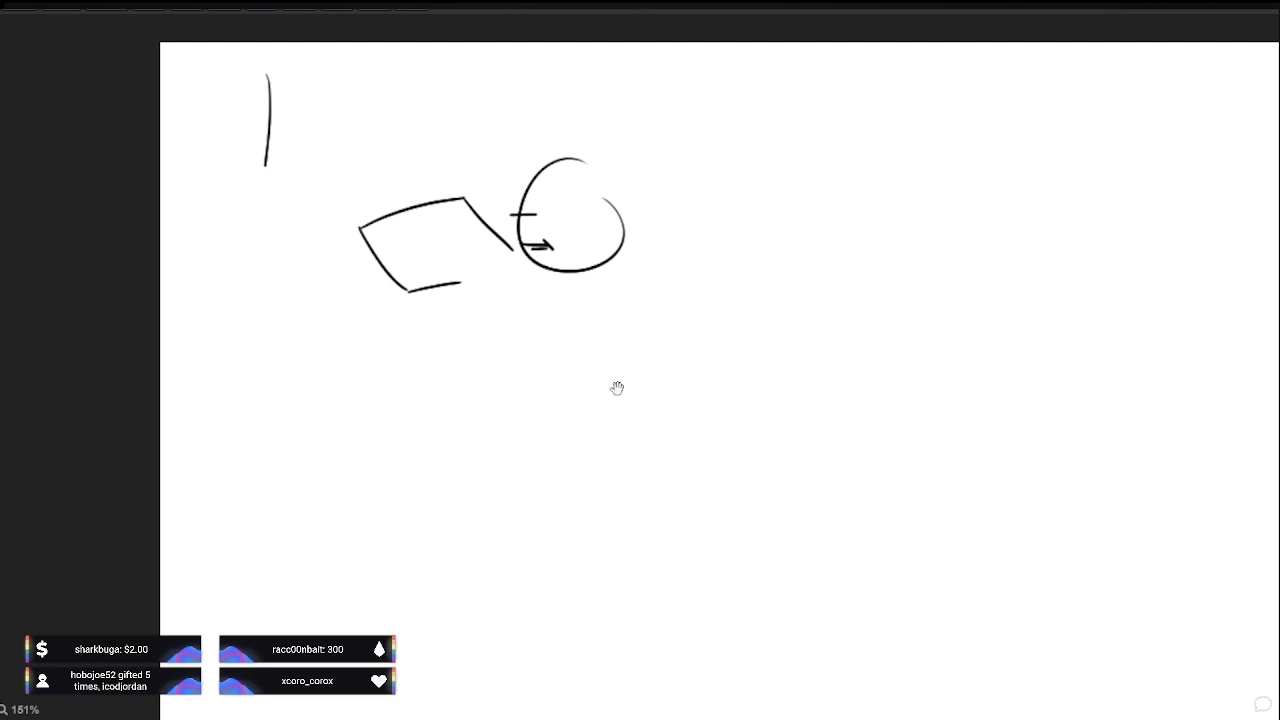 sharkbuga: $2.00
racc00nbait: 300
hobojoe52 gifted 5
times, icodjordan
xcoro_corox
151%